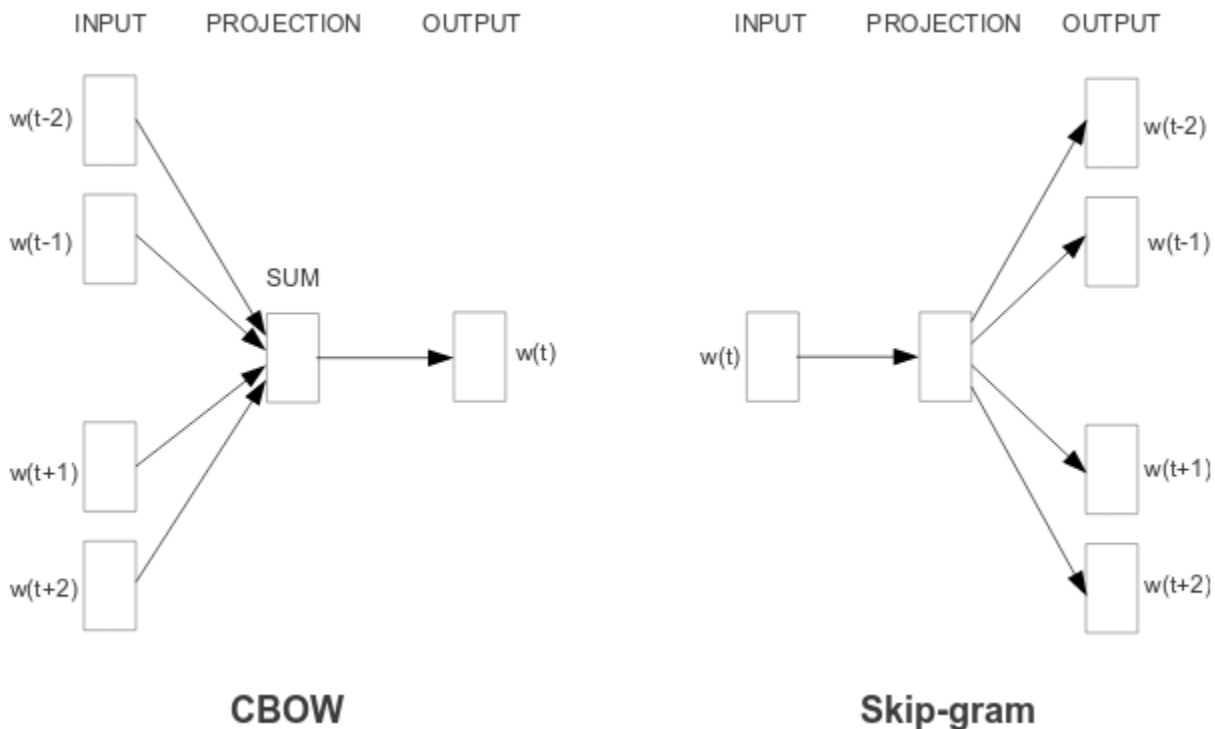 INPUT PROJECTION OUTPUT
w(t-2)
w(t-1)
SUM
w(t)
w(t+1)
w(t+2)
CBOW
INPUT PROJECTION OUTPUT
w(t-2)
w(t-1)
w(t)
w(t+1)
w(t+2)
Skip-gram